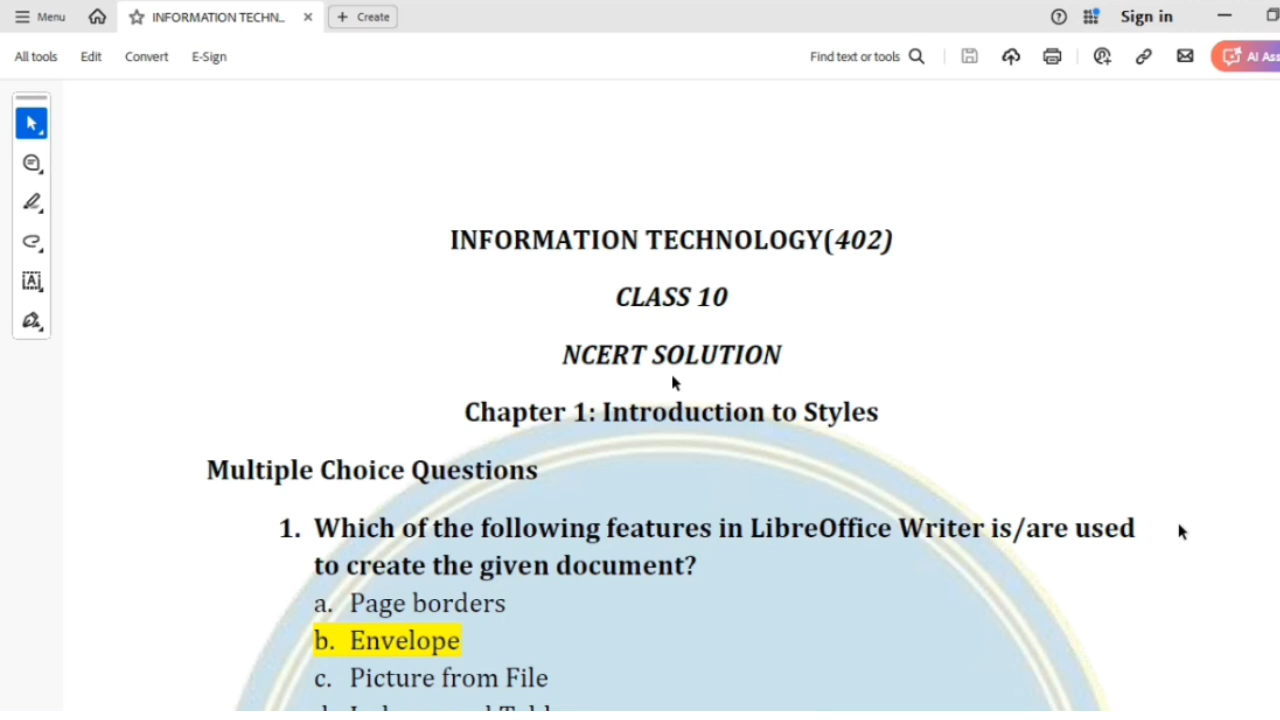 Menu
INFORMATION TECHN...
Create
Sign in
All tools
Edit
Convert
E-Sign
Find text or tools
AI Ass
INFORMATION TECHNOLOGY(402)
CLASS 10
NCERT SOLUTION
Chapter 1: Introduction to Styles
Multiple Choice Questions
1. Which of the following features in LibreOffice Writer is/are used
to create the given document?
a. Page borders
b. Envelope
c. Picture from File